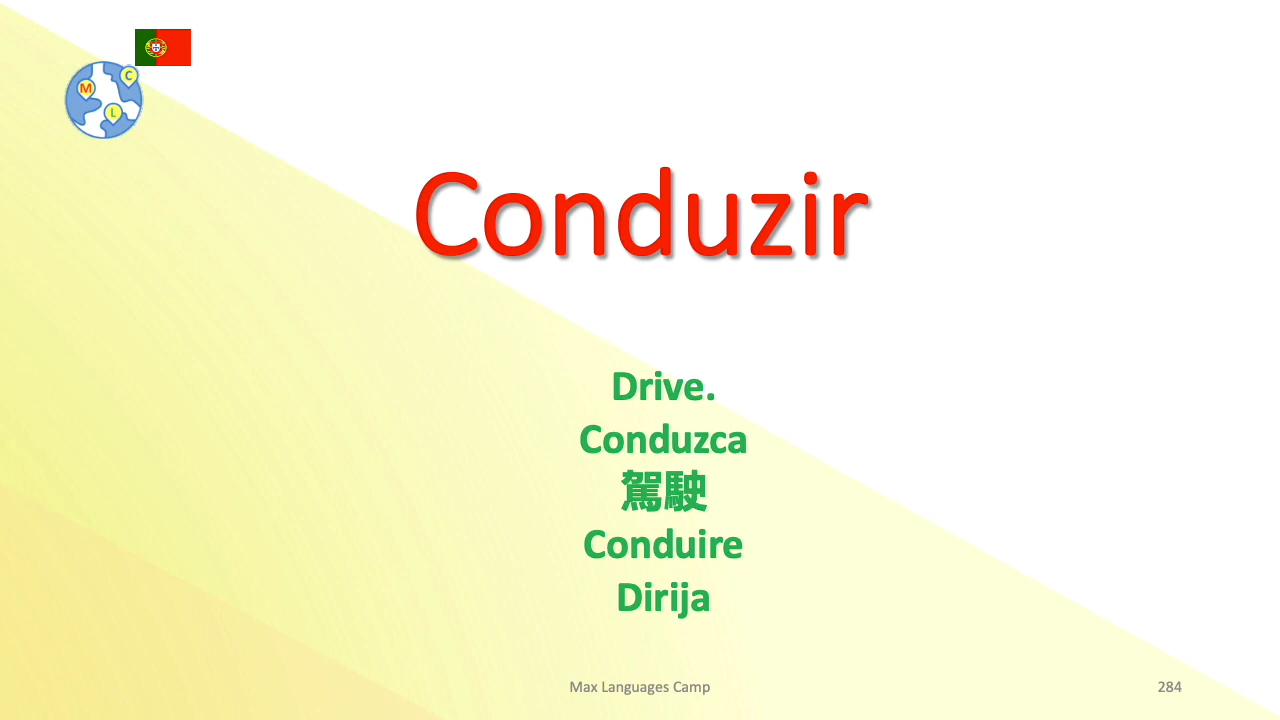 C
M
L
Conduzir
Drive.
Conduzca
駕駛
Conduire
Dirija
Max Languages Camp
284